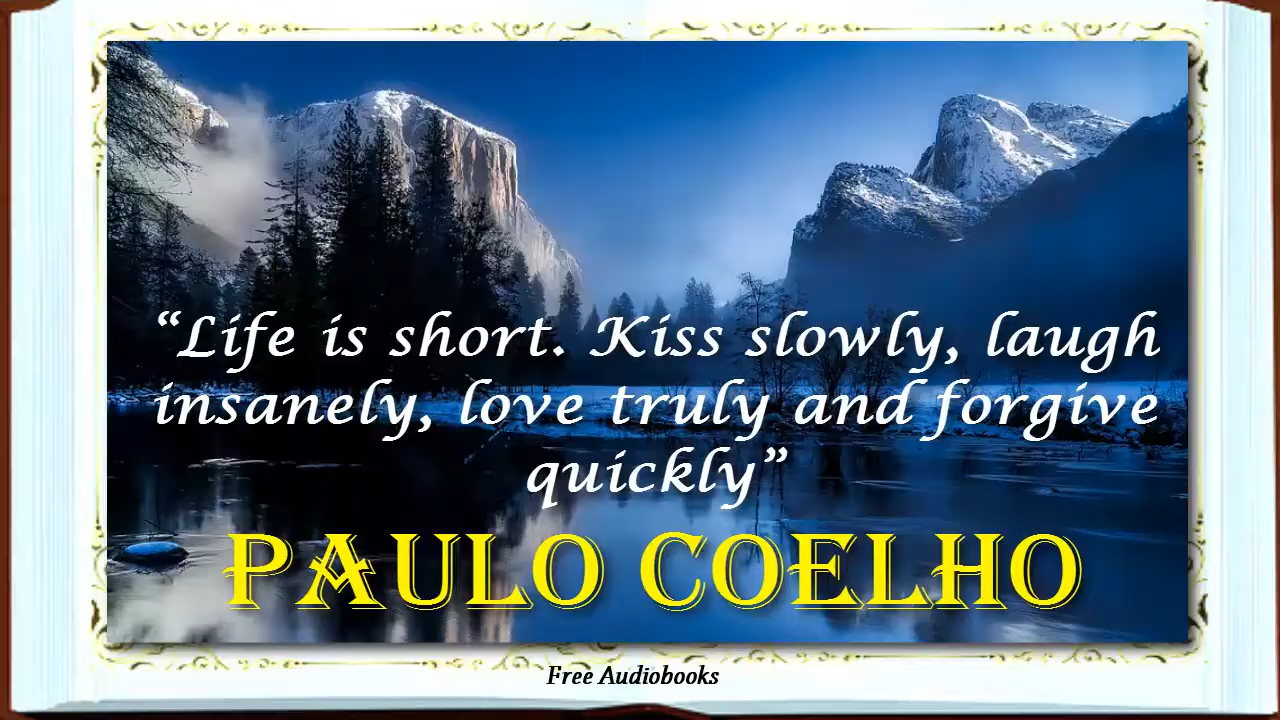 “Life is short. Kiss slowly, laugh
insanely, love truly and forgive
quickly”
PAULO COELHO
Free Audiobooks